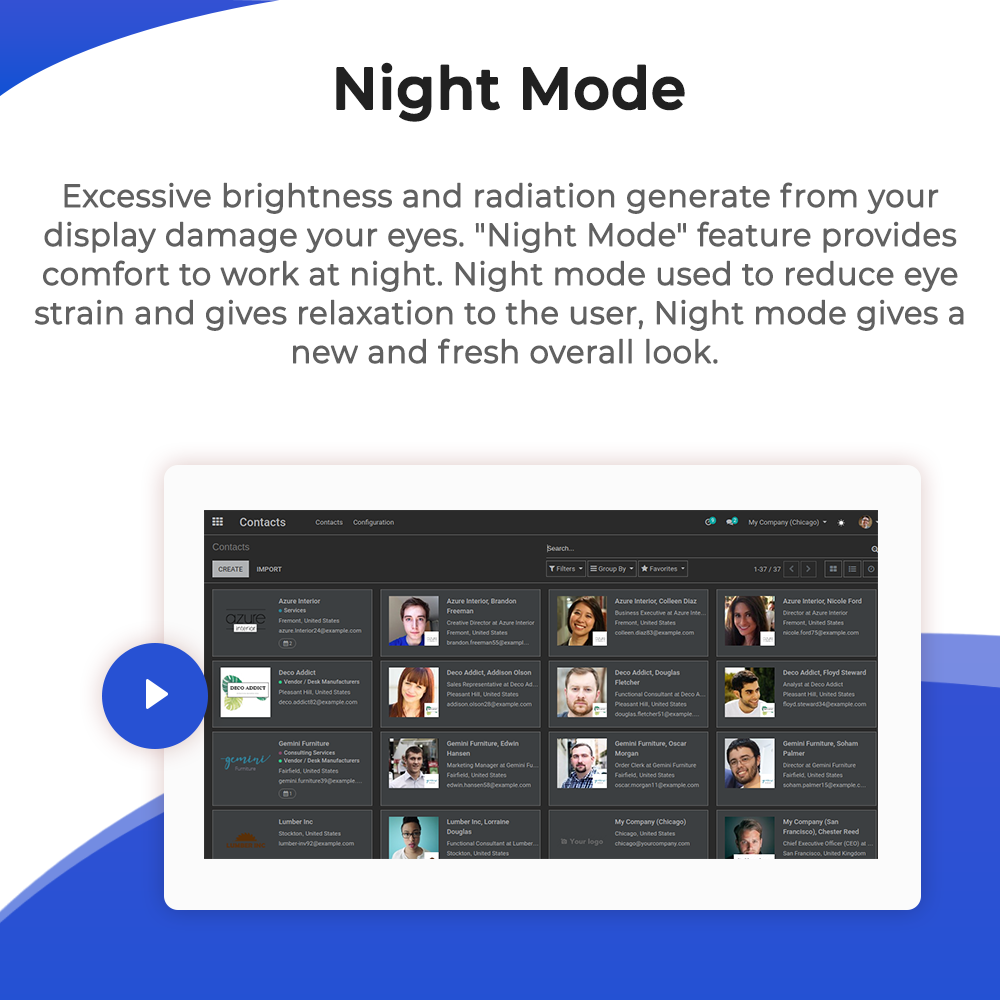 Night Mode
Excessive brightness and radiation generate from your
display damage your eyes. "Night Mode" feature provides
comfort to work at night. Night mode used to reduce eye
strain and gives relaxation to the user, Night mode gives a
new and fresh overall look.
Contacts Contacts Configuration My Company (Chicago)
Contacts Search...
CREATE IMPORT Filters Group By Favorites 1-37 / 37
azure
interior
Azure Interior
Services
Fremont, United States
azure.Interior24@example.com
2
Azure Interior, Brandon
Freeman
Creative Director at Azure Interior
Fremont, United States
brandon.freeman55@exampl...
Azure Interior, Colleen Diaz
Business Executive at Azure Inte...
Fremont, United States
colleen.diaz83@example.com
Azure Interior, Nicole Ford
Director at Azure Interior
Fremont, United States
nicole.ford75@example.com
DECO ADDICT
Deco Addict
Vendor / Desk Manufacturers
Pleasant Hill, United States
deco.addict82@example.com
Deco Addict, Addison Olson
Sales Representative at Deco Ad...
Pleasant Hill, United States
addison.olson28@example.com
Deco Addict, Douglas
Fletcher
Functional Consultant at Deco A...
Pleasant Hill, United States
douglas.fletcher51@example....
Deco Addict, Floyd Steward
Analyst at Deco Addict
Pleasant Hill, United States
floyd.steward34@example.com
gemini
Furniture
Gemini Furniture
Consulting Services
Vendor / Desk Manufacturers
Fairfield, United States
gemini.furniture39@example....
1
Gemini Furniture, Edwin
Hansen
Marketing Manager at Gemini Fu...
Fairfield, United States
edwin.hansen58@example.com
Gemini Furniture, Oscar
Morgan
Order Clerk at Gemini Furniture
Fairfield, United States
oscar.morgan11@example.com
Gemini Furniture, Soham
Palmer
Director at Gemini Furniture
Fairfield, United States
soham.palmer15@example.c...
LUMBER INC
Lumber Inc
Stockton, United States
lumber-inv92@example.com
Lumber Inc, Lorraine
Douglas
Functional Consultant at Lumber...
Stockton, United States
Your logo
My Company (Chicago)
Chicago, United States
chicago@yourcompany.com
My Company (San
Francisco), Chester Reed
Chief Executive Officer (CEO) at ...
San Francisco, United Kingdom